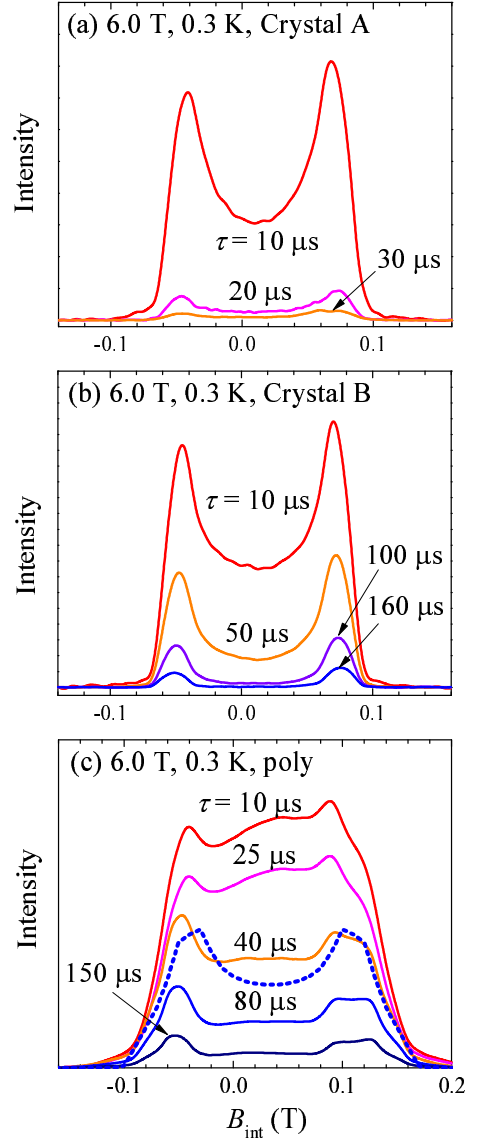 (a) 6.0 T, 0.3 K, Crystal A
Intensity
τ = 10 μs
30 μs
20 μs
-0.1 0.0 0.1
(b) 6.0 T, 0.3 K, Crystal B
Intensity
τ = 10 μs
100 μs
160 μs
50 μs
-0.1 0.0 0.1
(c) 6.0 T, 0.3 K, poly
Intensity
τ = 10 μs
25 μs
40 μs
150 μs
80 μs
-0.1 0.0 0.1 0.2
B_int (T)